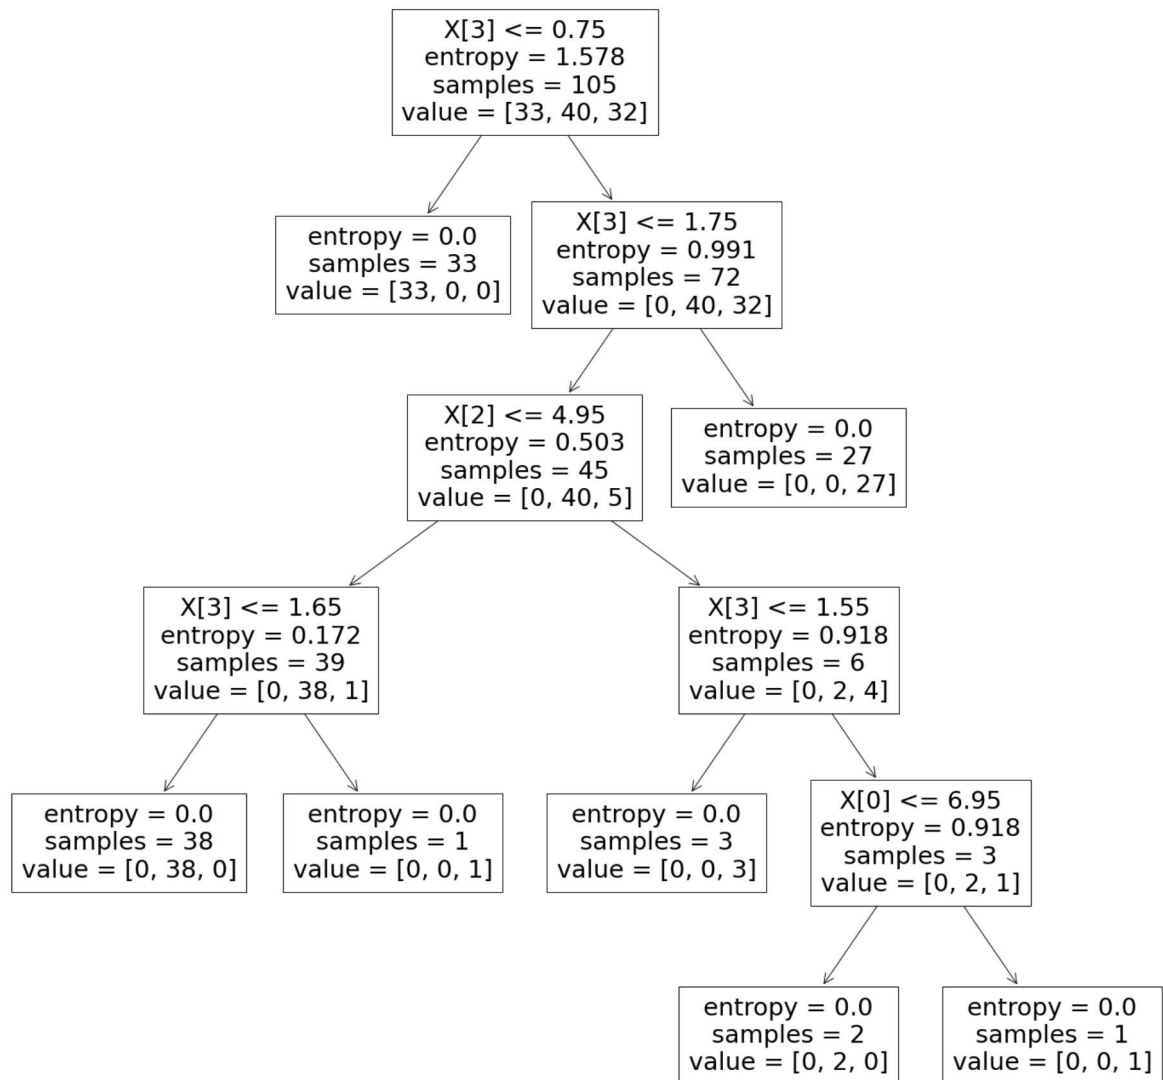 X[3] <= 0.75
entropy = 1.578
samples = 105
value = [33, 40, 32]
entropy = 0.0
samples = 33
value = [33, 0, 0]
X[3] <= 1.75
entropy = 0.991
samples = 72
value = [0, 40, 32]
X[2] <= 4.95
entropy = 0.503
samples = 45
value = [0, 40, 5]
entropy = 0.0
samples = 27
value = [0, 0, 27]
X[3] <= 1.65
entropy = 0.172
samples = 39
value = [0, 38, 1]
X[3] <= 1.55
entropy = 0.918
samples = 6
value = [0, 2, 4]
entropy = 0.0
samples = 38
value = [0, 38, 0]
entropy = 0.0
samples = 1
value = [0, 0, 1]
entropy = 0.0
samples = 3
value = [0, 0, 3]
X[0] <= 6.95
entropy = 0.918
samples = 3
value = [0, 2, 1]
entropy = 0.0
samples = 2
value = [0, 2, 0]
entropy = 0.0
samples = 1
value = [0, 0, 1]